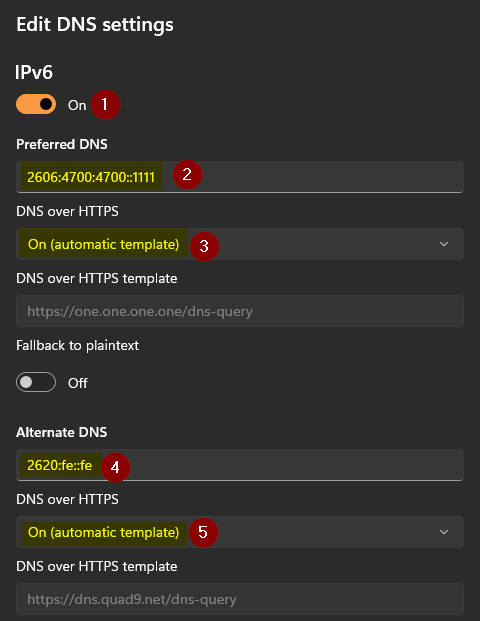 Edit DNS settings
IPv6
On 1
Preferred DNS
2606:4700:4700::1111 2
DNS over HTTPS
On (automatic template) 3
DNS over HTTPS template
https://one.one.one.one/dns-query
Fallback to plaintext
Off
Alternate DNS
2620:fe::fe 4
DNS over HTTPS
On (automatic template) 5
DNS over HTTPS template
https://dns.quad9.net/dns-query